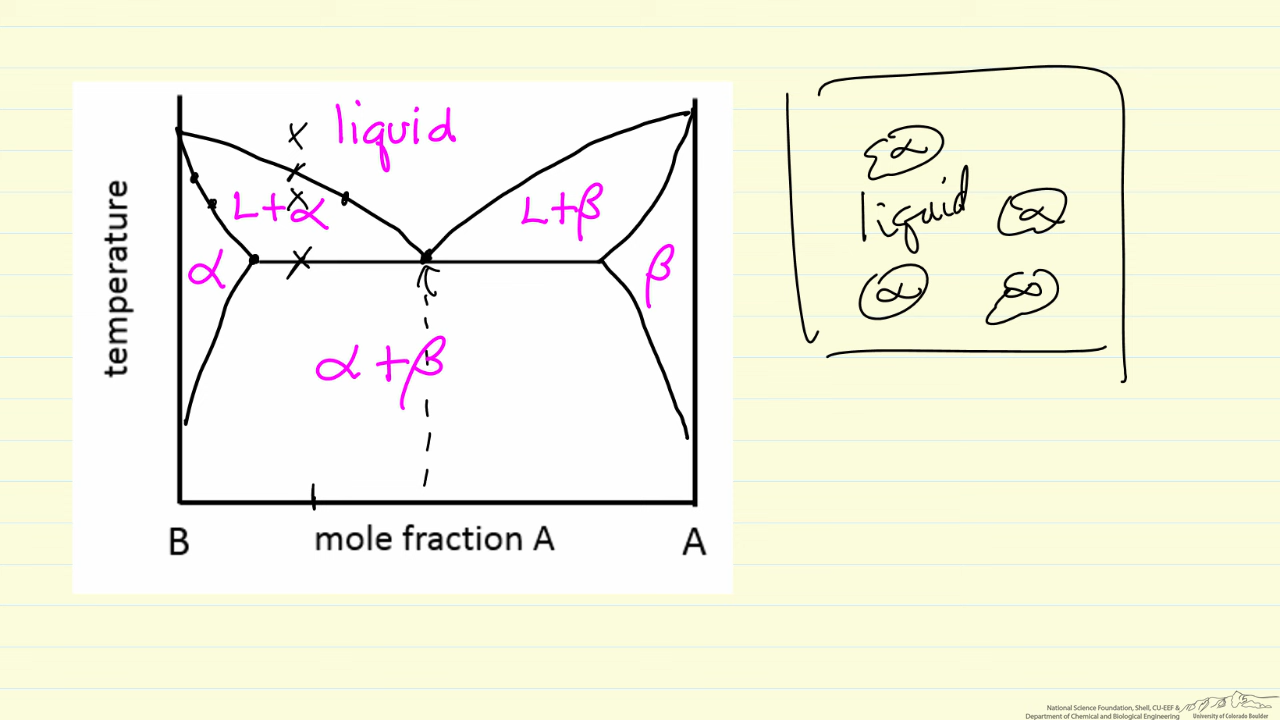 liquid
L+α
L+β
α
β
α+β
temperature
B
mole fraction A
A
α
liquid
α
α
α
National Science Foundation, Shell, CU-EEF &
Department of Chemical and Biological Engineering
University of Colorado Boulder